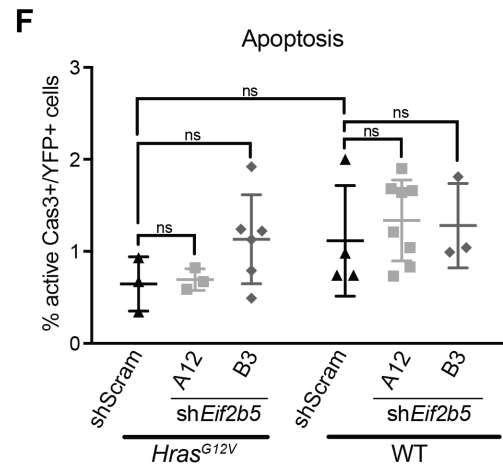 F
Apoptosis
% active Cas3+/YFP+ cells
3
2
1
0
ns
ns
ns
ns
ns
shScram
A12
B3
shScram
A12
B3
shEif2b5
shEif2b5
HrasG12V
WT